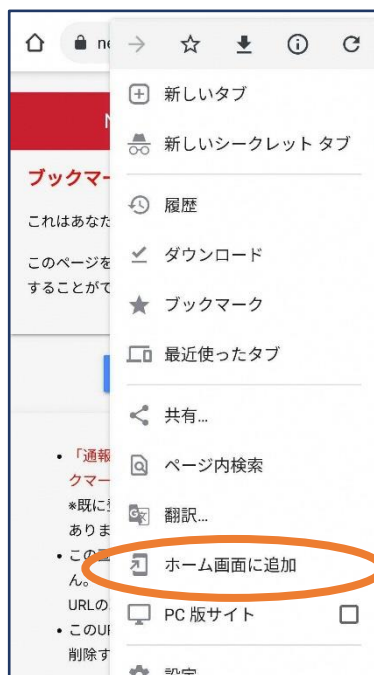 ne
新しいタブ
N
新しいシークレット タブ
ブックマー
履歴
これはあなた
ダウンロード
このページを
することがて
ブックマーク
最近使ったタブ
共有...
・「通報
クマー
ページ内検索
*既に
翻訳...
ありま
・この
ホーム画面に追加
ん。
URLの
PC 版サイト
・このUR
削除す
設定